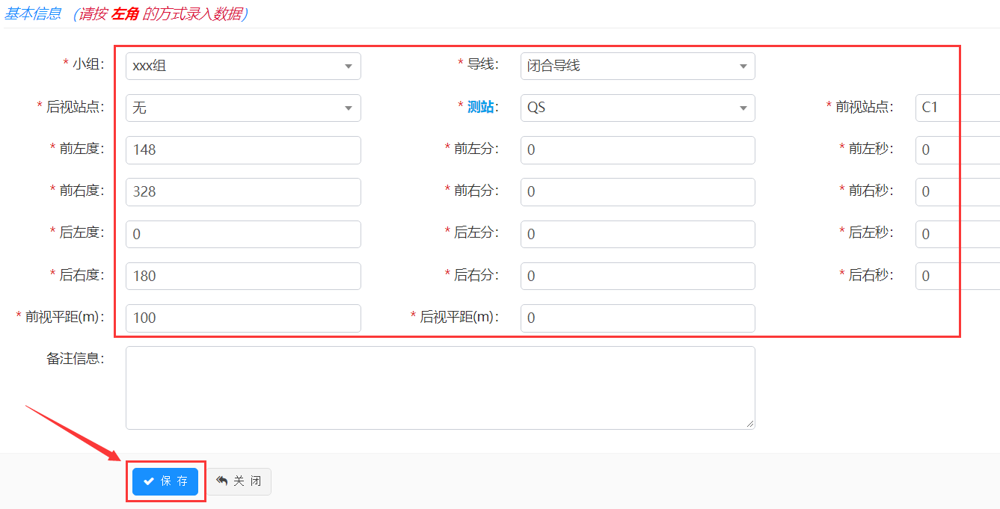 基本信息 （请按 左角 的方式录入数据）
* 小组： xxx组 * 导线： 闭合导线
* 后视站点： 无 * 测站： QS * 前视站点： C1
* 前左度： 148 * 前左分： 0 * 前左秒： 0
* 前右度： 328 * 前右分： 0 * 前右秒： 0
* 后左度： 0 * 后左分： 0 * 后左秒： 0
* 后右度： 180 * 后右分： 0 * 后右秒： 0
* 前视平距(m)： 100 * 后视平距(m)： 0
备注信息：
保 存 关 闭